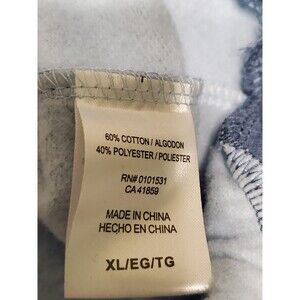 60% COTTON / ALGODON
40% POLYESTER / POLIESTER
RN# 0101531
CA 41859
MADE IN CHINA
HECHO EN CHINA
XL/EG/TG